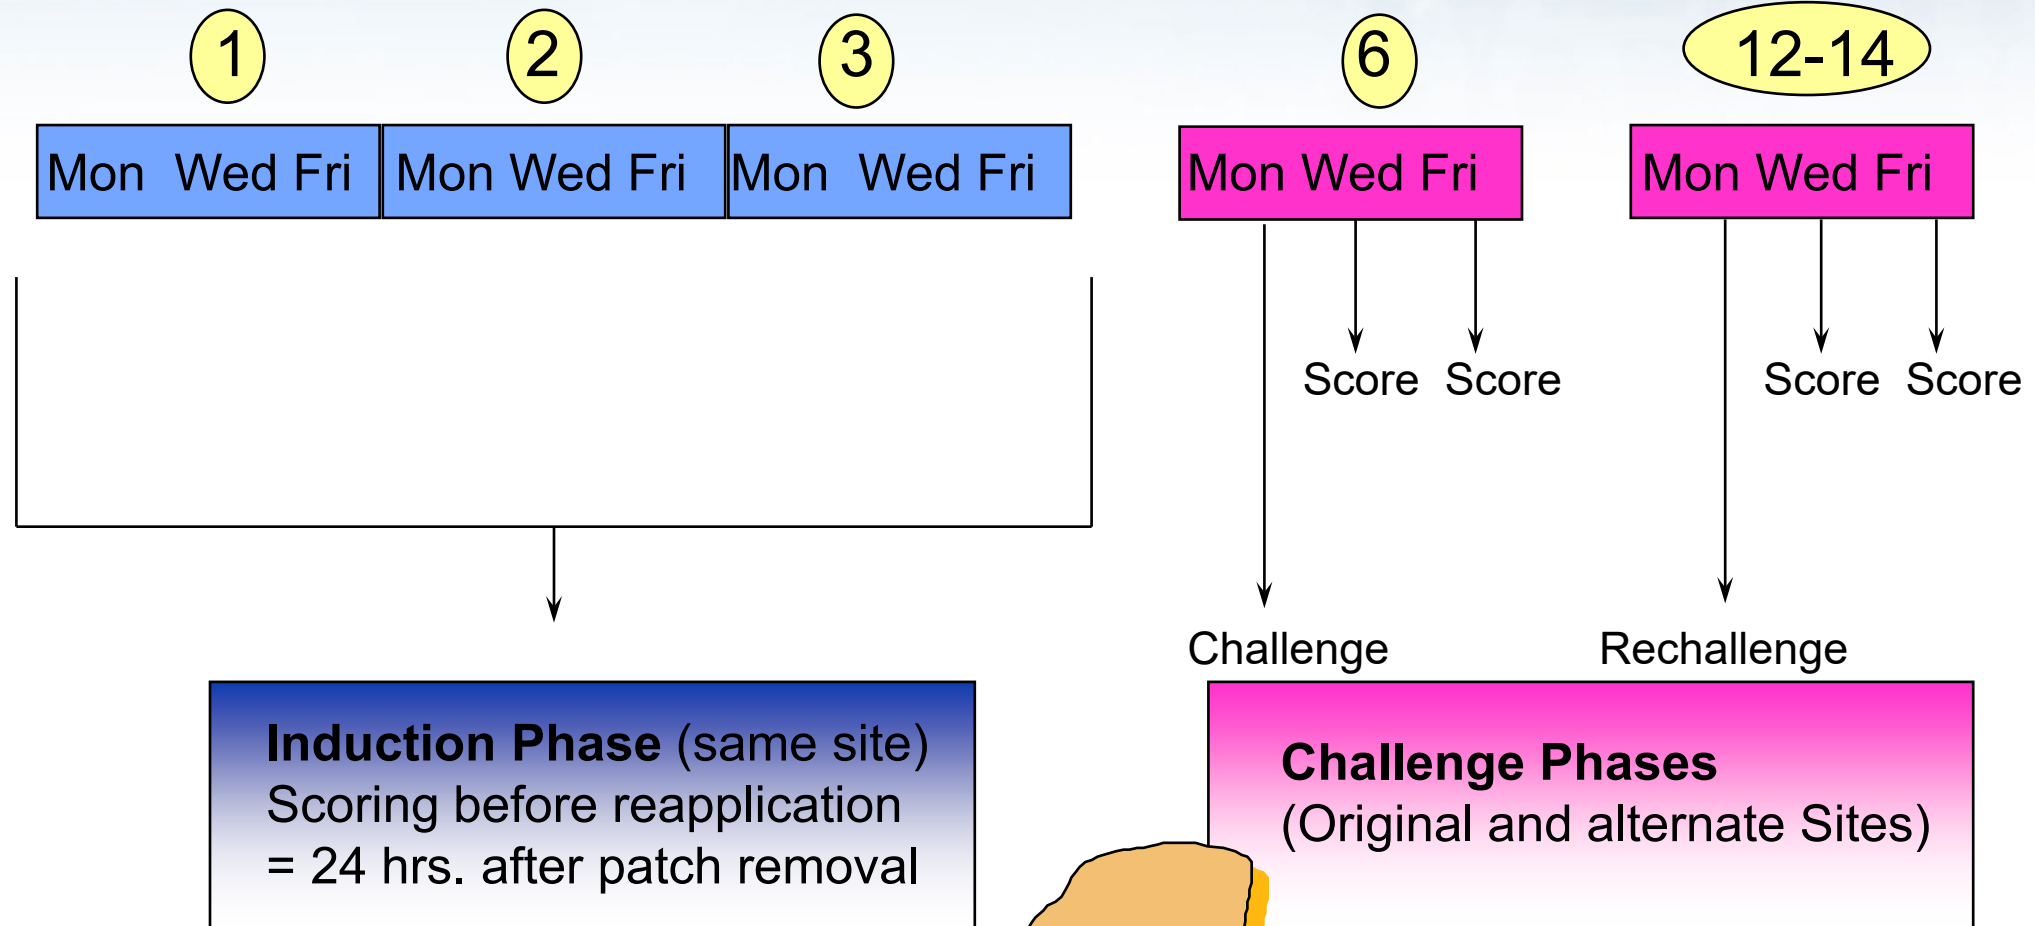 1
2
3
6
12-14
Mon Wed Fri
Mon Wed Fri
Mon Wed Fri
Mon Wed Fri
Mon Wed Fri
Score Score
Score Score
Challenge
Rechallenge
Induction Phase (same site)
Scoring before reapplication
= 24 hrs. after patch removal
Challenge Phases
(Original and alternate Sites)